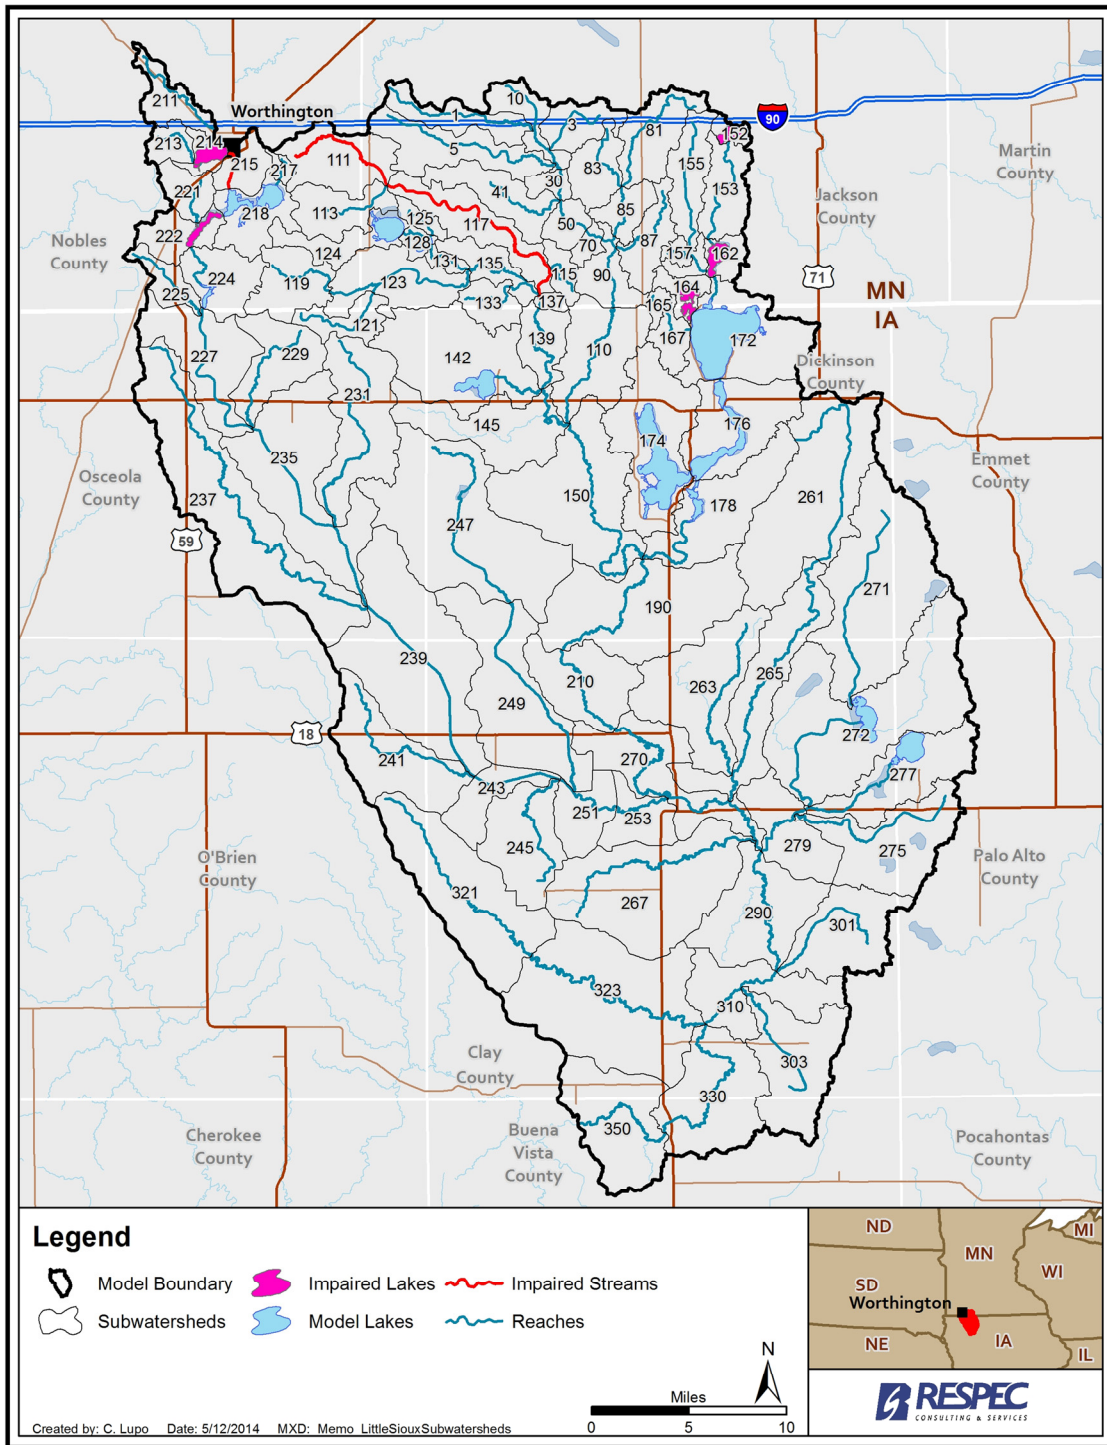 10
1
3
81
90
152
211
Worthington
213
214
215
217
111
5
41
30
83
155
153
Martin
County
Jackson
County
221
218
113
125
117
50
85
87
222
128
124
131
135
70
90
157
162
Nobles
County
71
MN
IA
224
225
119
123
133
115
137
164
165
121
139
110
167
172
227
229
142
231
Dickinson
County
145
174
176
235
Osceola
County
237
247
150
178
261
Emmet
County
59
271
190
239
210
249
263
265
18
241
243
270
272
277
251
253
245
279
275
O'Brien
County
Palo Alto
County
321
267
290
301
323
310
303
Clay
County
330
350
Cherokee
County
Buena
Vista
County
Pocahontas
County
Legend
Model Boundary
Impaired Lakes
Impaired Streams
Subwatersheds
Model Lakes
Reaches
N
Miles
0 5 10
Created by: C. Lupo Date: 5/12/2014 MXD: Memo_LittleSiouxSubwatersheds
ND
MN
MI
SD
WI
Worthington
NE
IA
IL
RESPEC
CONSULTING & SERVICES